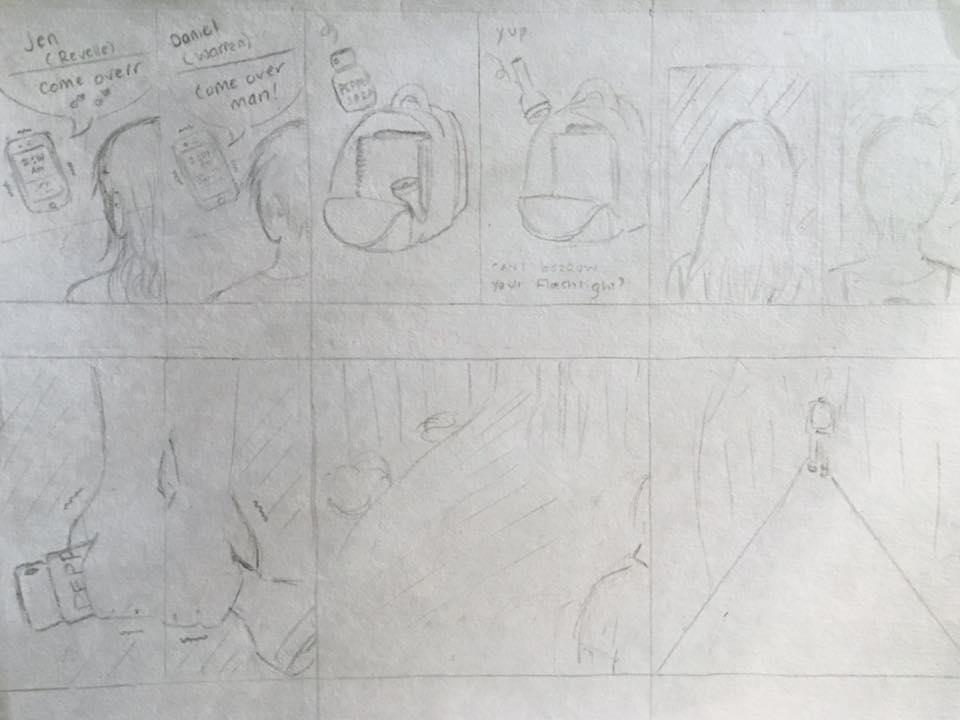 Jen
(Revelle)
Come overr
Daniel
(Warren)
Come over
man!
yup
CAN I BORROW
your Flashlight?